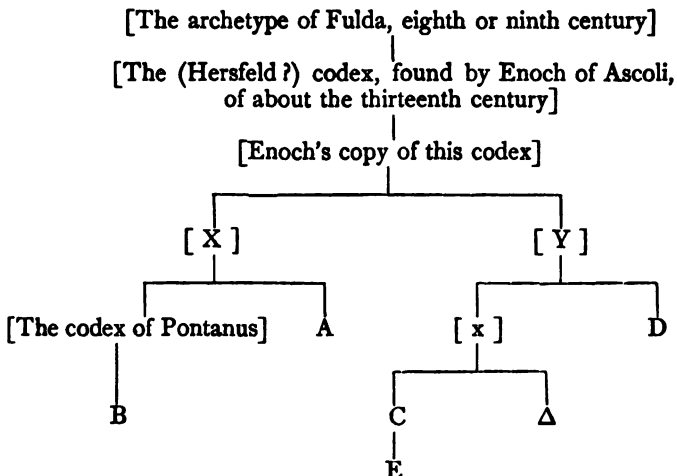 [The archetype of Fulda, eighth or ninth century]
[The (Hersfeld?) codex, found by Enoch of Ascoli,
of about the thirteenth century]
[Enoch's copy of this codex]
[ X ] [ Y ]
[The codex of Pontanus] A [ x ] D
B C Δ
E